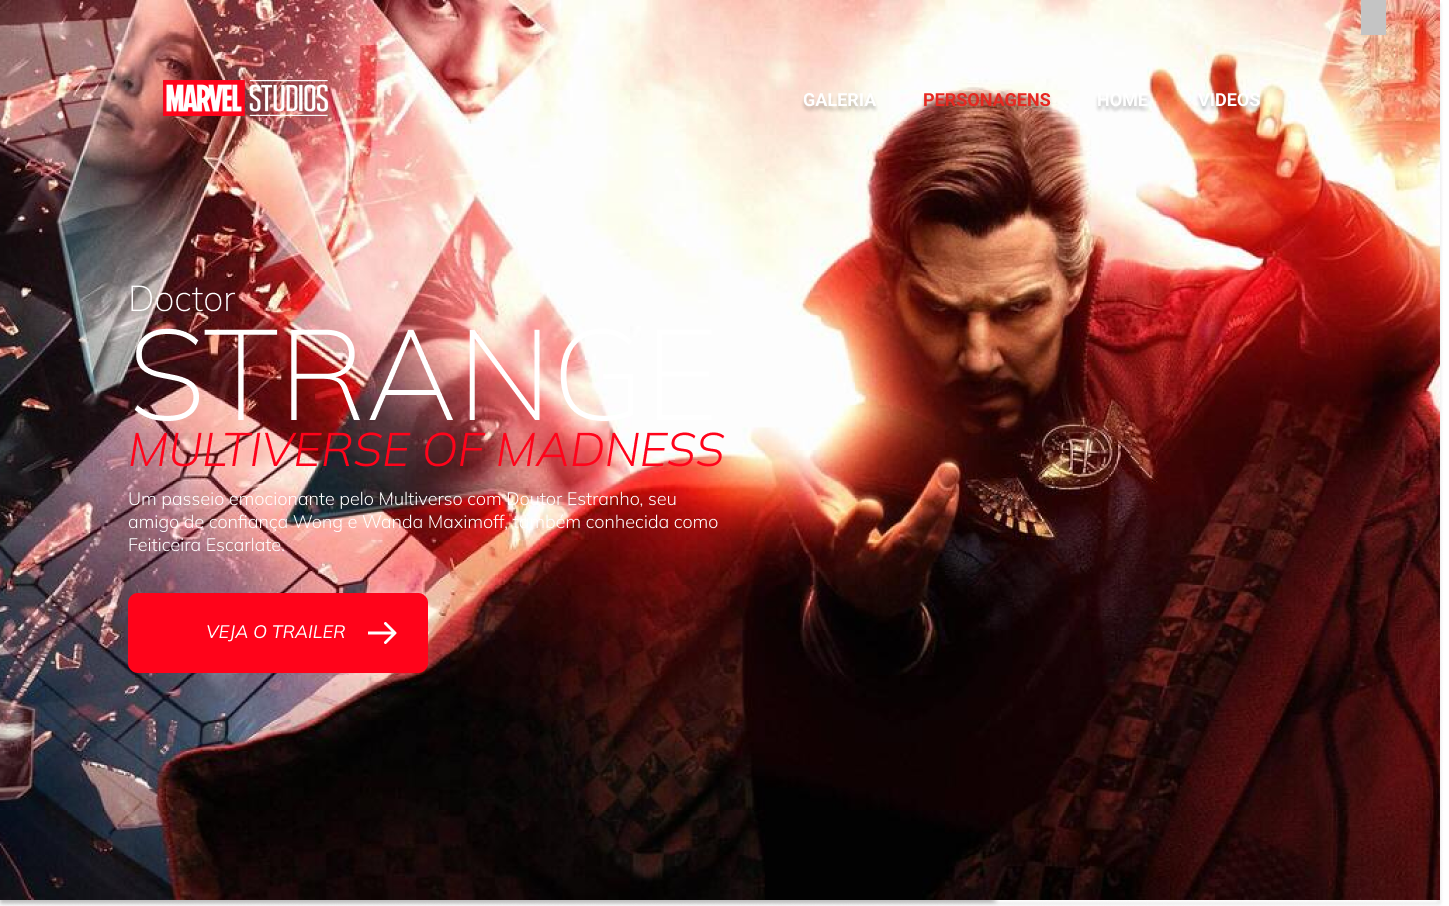 MARVEL STUDIOS
GALERIA PERSONAGENS HOME VIDEOS
Doctor
STRANGE
MULTIVERSE OF MADNESS
Um passeio emocionante pelo Multiverso com Doutor Estranho, seu
amigo de confiança Wong e Wanda Maximoff, também conhecida como
Feiticeira Escarlate.
VEJA O TRAILER